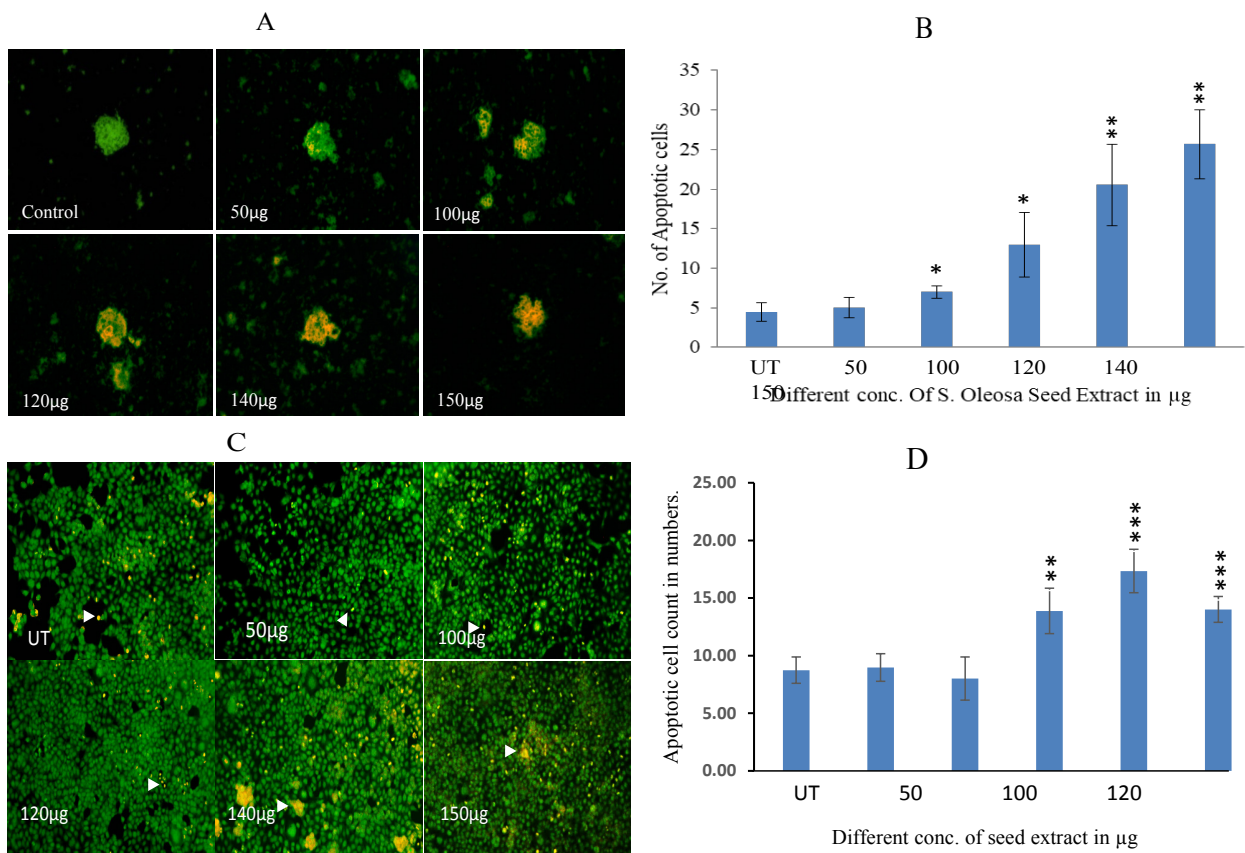 A
Control
50µg
100µg
120µg
140µg
150µg
B
No. of Apoptotic cells
35
30
25
20
15
10
5
0
*
*
**
**
UT 50 100 120 140
150
Different conc. Of S. Oleosa Seed Extract in µg
C
UT
50µg
100µg
120µg
140µg
150µg
D
Apoptotic cell count in numbers.
25.00
20.00
15.00
10.00
5.00
0.00
**
***
***
UT 50 100 120
Different conc. of seed extract in µg